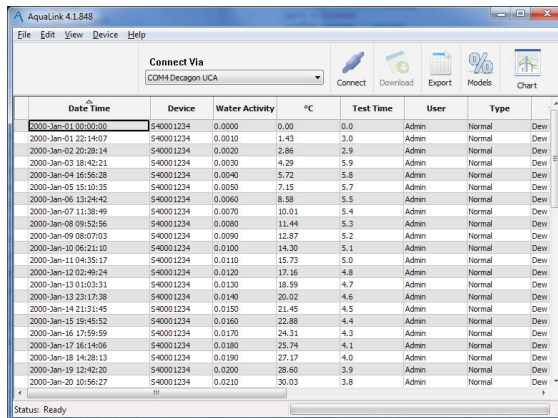 AquaLink 4.1.848
File Edit View Device Help
Connect Via
COM4 Decagon UCA
Connect Download Export Models Chart
Date Time Device Water Activity °C Test Time User Type
2000-Jan-01 00:00:00 S40001234 0.0000 0.00 0.0 Admin Normal Dew
2000-Jan-01 22:14:07 S40001234 0.0010 1.43 3.0 Admin Normal Dew
2000-Jan-02 20:28:14 S40001234 0.0020 2.86 2.9 Admin Normal Dew
2000-Jan-03 18:42:21 S40001234 0.0030 4.29 5.9 Admin Normal Dew
2000-Jan-04 16:56:28 S40001234 0.0040 5.72 5.8 Admin Normal Dew
2000-Jan-05 15:10:35 S40001234 0.0050 7.15 5.7 Admin Normal Dew
2000-Jan-06 13:24:42 S40001234 0.0060 8.58 5.5 Admin Normal Dew
2000-Jan-07 11:38:49 S40001234 0.0070 10.01 5.4 Admin Normal Dew
2000-Jan-08 09:52:56 S40001234 0.0080 11.44 5.3 Admin Normal Dew
2000-Jan-09 08:07:03 S40001234 0.0090 12.87 5.2 Admin Normal Dew
2000-Jan-10 06:21:10 S40001234 0.0100 14.30 5.1 Admin Normal Dew
2000-Jan-11 04:35:17 S40001234 0.0110 15.73 5.0 Admin Normal Dew
2000-Jan-12 02:49:24 S40001234 0.0120 17.16 4.8 Admin Normal Dew
2000-Jan-13 01:03:31 S40001234 0.0130 18.59 4.7 Admin Normal Dew
2000-Jan-13 23:17:38 S40001234 0.0140 20.02 4.6 Admin Normal Dew
2000-Jan-14 21:31:45 S40001234 0.0150 21.45 4.5 Admin Normal Dew
2000-Jan-15 19:45:52 S40001234 0.0160 22.88 4.4 Admin Normal Dew
2000-Jan-16 17:59:59 S40001234 0.0170 24.31 4.3 Admin Normal Dew
2000-Jan-17 16:14:06 S40001234 0.0180 25.74 4.1 Admin Normal Dew
2000-Jan-18 14:28:13 S40001234 0.0190 27.17 4.0 Admin Normal Dew
2000-Jan-19 12:42:20 S40001234 0.0200 28.60 3.9 Admin Normal Dew
2000-Jan-20 10:56:27 S40001234 0.0210 30.03 3.8 Admin Normal Dew
Status: Ready